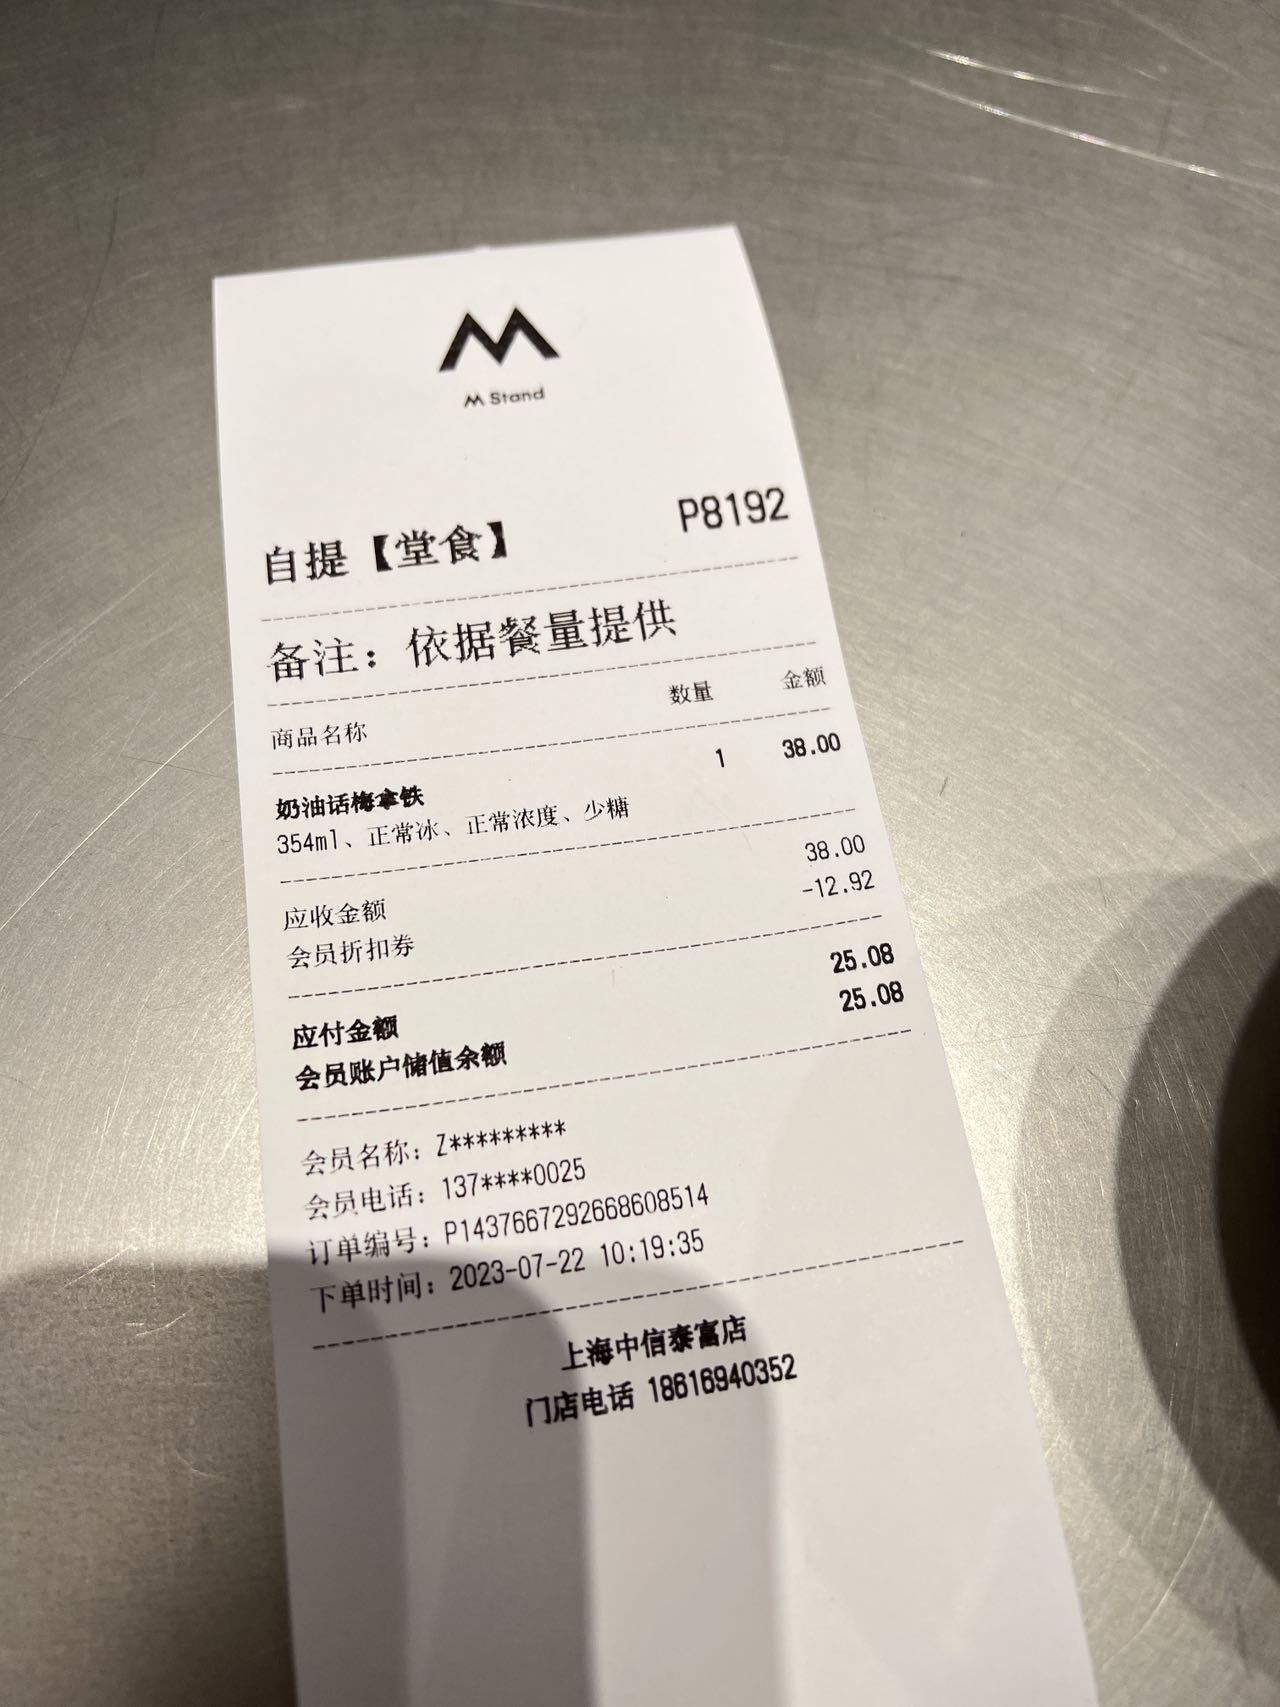 M Stand
自提【堂食】 P8192
备注：依据餐量提供
商品名称 数量 金额
奶油话梅拿铁 1 38.00
354ml、正常冰、正常浓度、少糖
应收金额 38.00
会员折扣券 -12.92
应付金额 25.08
会员账户储值余额 25.08
会员名称：Z*********
会员电话：137****0025
订单编号：P1437667292668608514
下单时间：2023-07-22 10:19:35
上海中信泰富店
门店电话 18616940352